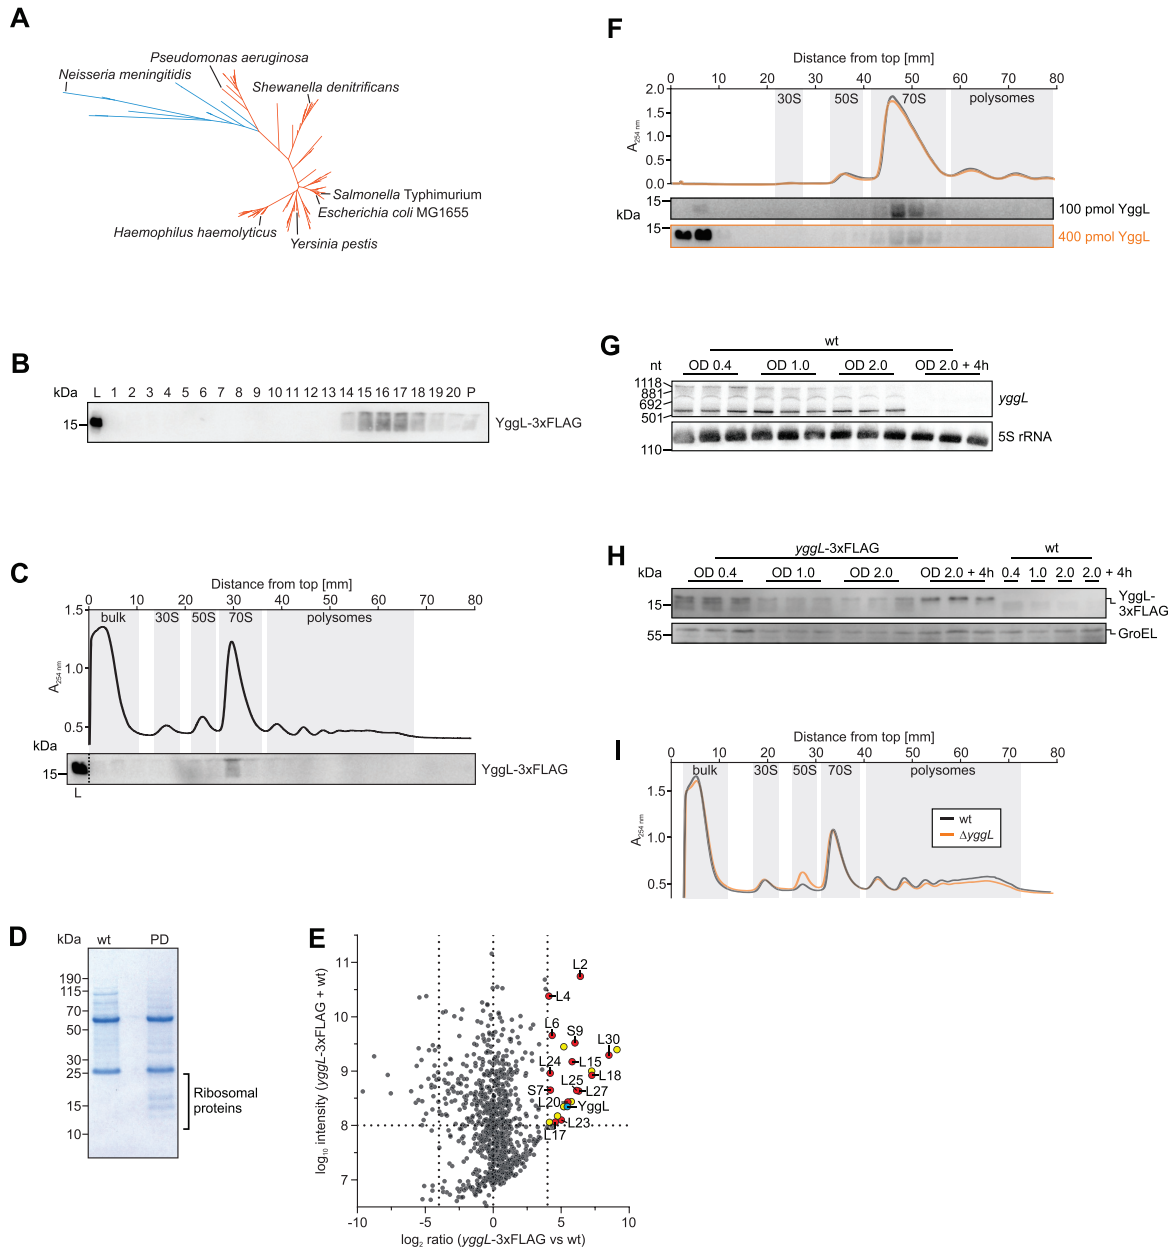 A
Pseudomonas aeruginosa
Neisseria meningitidis
Shewanella denitrificans
Salmonella Typhimurium
Escherichia coli MG1655
Haemophilus haemolyticus
Yersinia pestis
B
kDa L 1 2 3 4 5 6 7 8 9 10 11 12 13 14 15 16 17 18 19 20 P
15
YggL-3xFLAG
C
Distance from top [mm]
0 10 20 30 40 50 60 70 80
bulk 30S 50S 70S polysomes
1.5
1.0
0.5
A254 nm
kDa
15
YggL-3xFLAG
L
D
kDa wt PD
190
115
70
50
30
25
15
10
Ribosomal
proteins
E
log10 intensity (yggL-3xFLAG + wt)
11
10
9
8
7
L2
L4
L6
S9
L30
L24
L15
L18
S7
L25
L27
L20
YggL
L23
L17
-10 -5 0 5 10
log2 ratio (yggL-3xFLAG vs wt)
F
Distance from top [mm]
0 10 20 30 40 50 60 70 80
30S 50S 70S polysomes
2.0
1.5
1.0
0.5
0.0
A254 nm
kDa
15
100 pmol YggL
15
400 pmol YggL
G
wt
nt OD 0.4 OD 1.0 OD 2.0 OD 2.0 + 4h
1118
881
692
501
yggL
110
5S rRNA
H
yggL-3xFLAG wt
kDa OD 0.4 OD 1.0 OD 2.0 OD 2.0 + 4h 0.4 1.0 2.0 2.0 + 4h
15
YggL-
3xFLAG
55
GroEL
I
Distance from top [mm]
0 10 20 30 40 50 60 70 80
bulk 30S 50S 70S polysomes
1.5
1.0
0.5
A254 nm
wt
ΔyggL